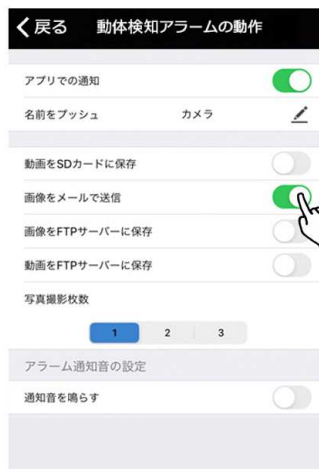 戻る 動体検知アラームの動作
アプリでの通知
名前をプッシュ カメラ
動画をSDカードに保存
画像をメールで送信
画像をFTPサーバーに保存
動画をFTPサーバーに保存
写真撮影枚数
1 2 3
アラーム通知音の設定
通知音を鳴らす